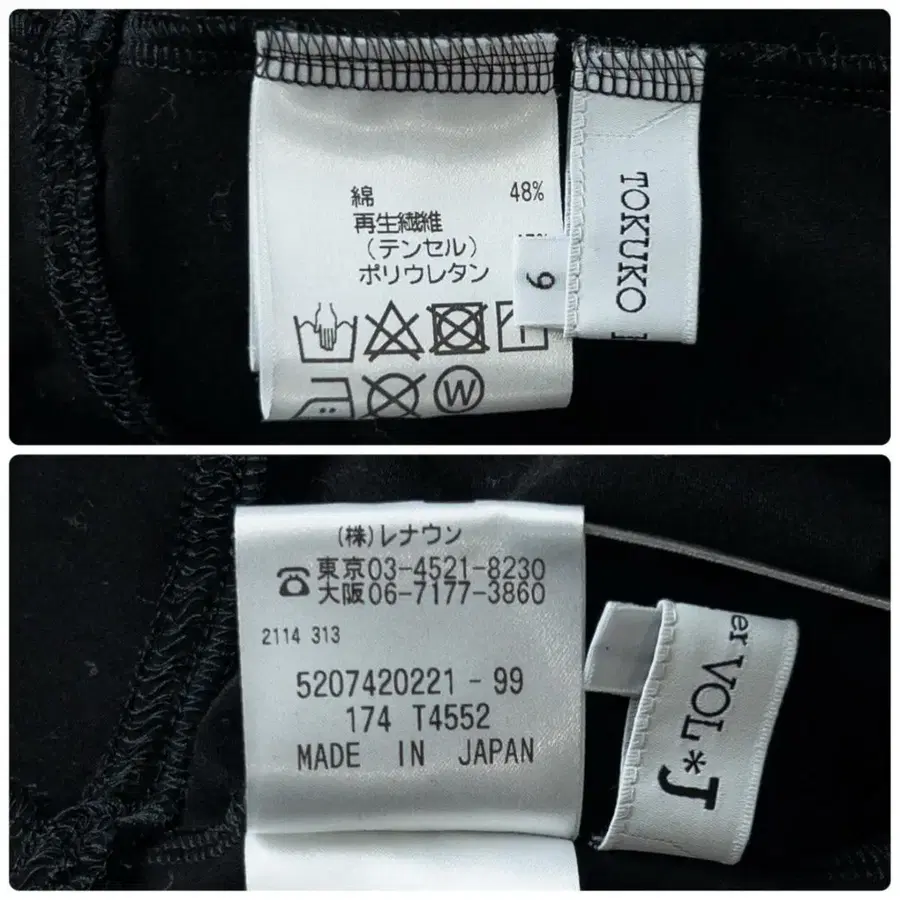 綿 48%
再生繊維
(テンセル)
ポリウレタン
W
9
TOKUKO 1
(株)レナウン
☎東京03-4521-8230
大阪06-7177-3860
2114 313
5207420221-99
174 T4552
MADE IN JAPAN
er VOL*J